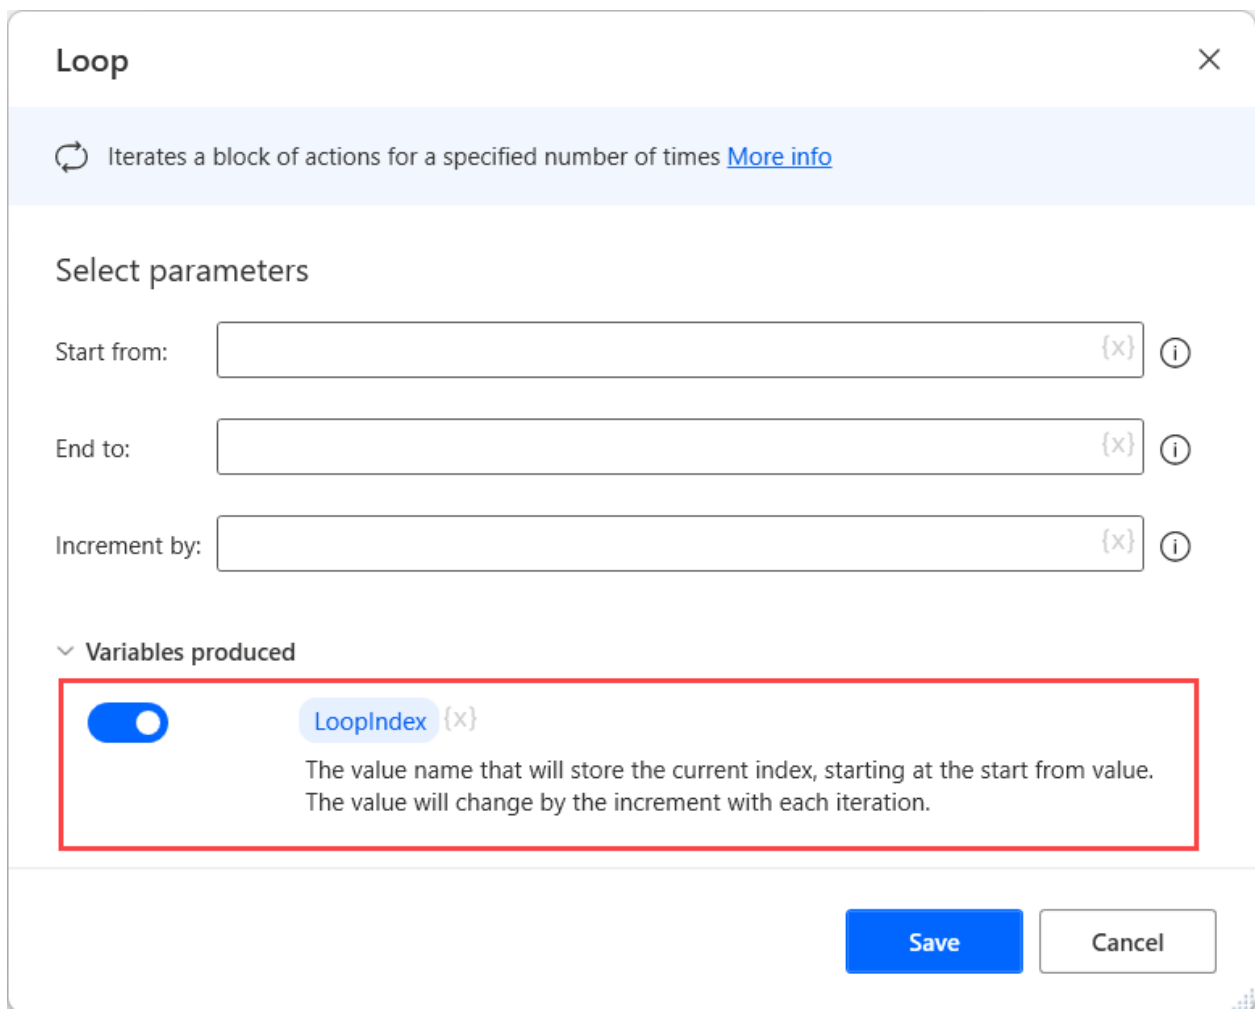 Loop
Iterates a block of actions for a specified number of times More info
Select parameters
Start from: {x}
End to: {x}
Increment by: {x}
Variables produced
LoopIndex {x}
The value name that will store the current index, starting at the start from value.
The value will change by the increment with each iteration.
Save Cancel